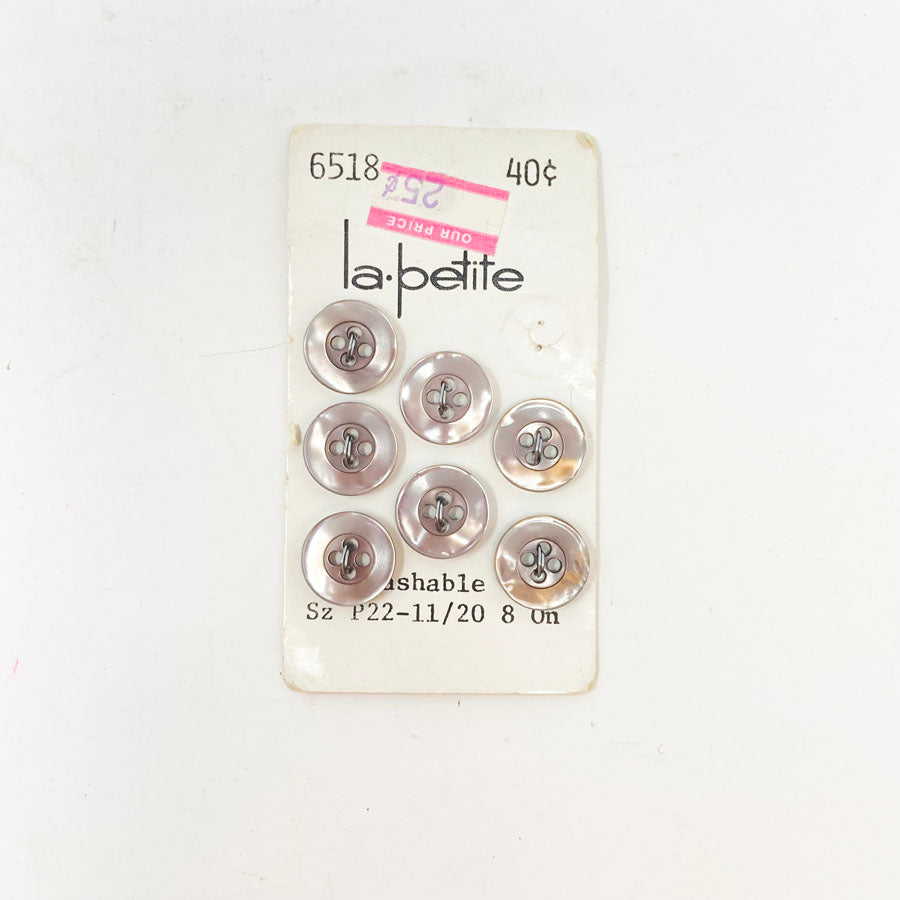 6518 40¢
25¢
OUR PRICE
la·petite
ashable
Sz P22-11/20 8 On